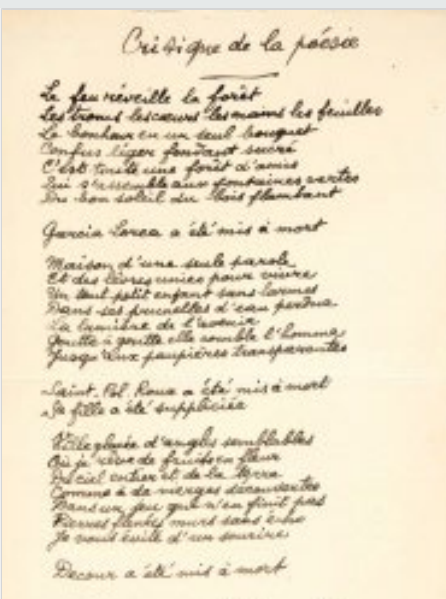 Critique de la poésie
Le feu réveille la forêt
Les troncs les cœurs les mains les feuilles
Le bonheur en un seul bouquet
Confus léger fondant sucré
C'est toute une forêt d'amis
Qui s'assemble aux fontaines vertes
Du bon soleil du bois flambant
Garcia Lorca a été mis à mort
Maison d'une seule parole
Et des lèvres unies pour vivre
Un tout petit enfant sans larmes
Dans ses prunelles d'eau perdue
La lumière de l'avenir
Goutte à goutte elle comble l'homme
Jusqu'aux paupières transparentes
Saint-Pol-Roux a été mis à mort
Sa fille a été suppliciée
Ville glacée d'angles semblables
Où je rêve de fruits en fleur
Du ciel entier et de la terre
Comme à de vierges découvertes
Dans un jeu qui n'en finit pas
Pierres fanées murs sans écho
Je vous évite d'un sourire
Decour a été mis à mort